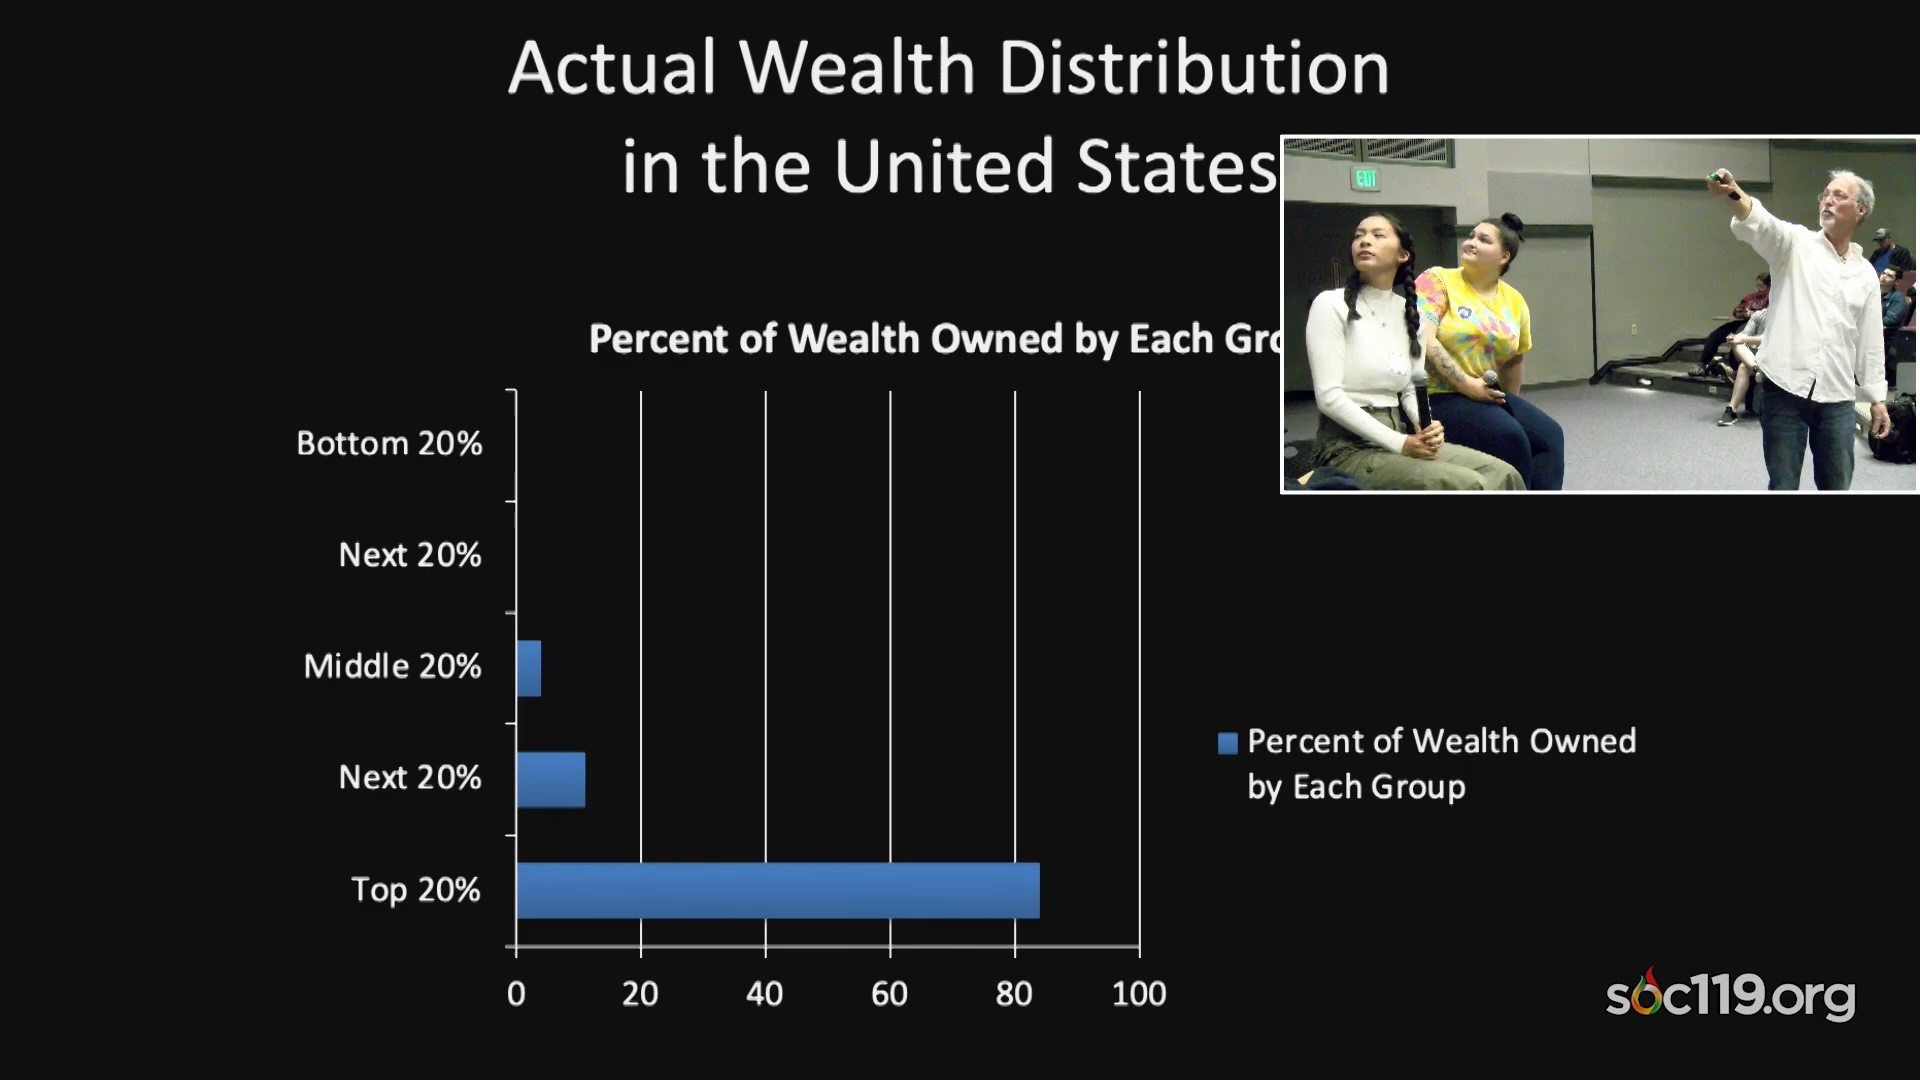 Actual Wealth Distribution
in the United States
EXIT
Percent of Wealth Owned by Each Gro
Bottom 20%
Next 20%
Middle 20%
Next 20%
Top 20%
0 20 40 60 80 100
Percent of Wealth Owned
by Each Group
soc119.org